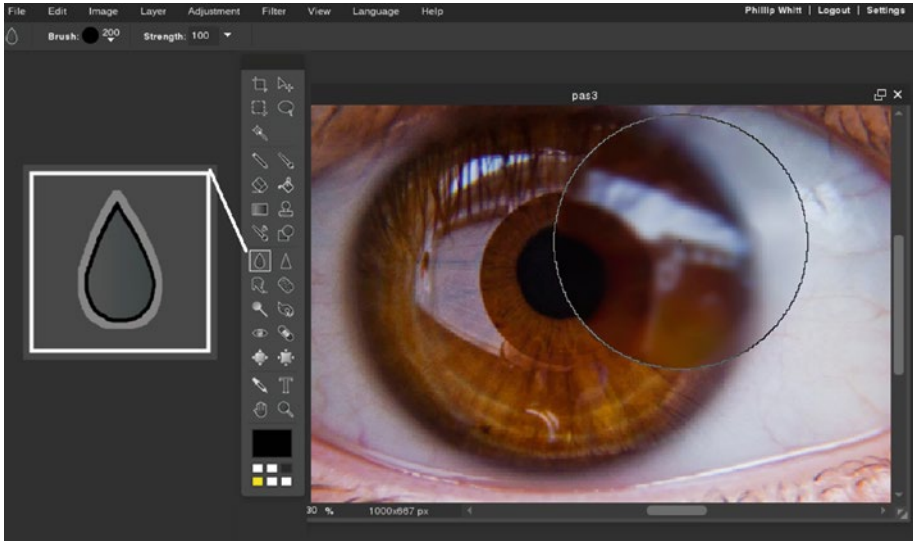 File Edit Image Layer Adjustment Filter View Language Help Phillip Whitt | Logout | Settings
Brush: 200 Strength: 100
pas3
T
30 % 1000x667 px